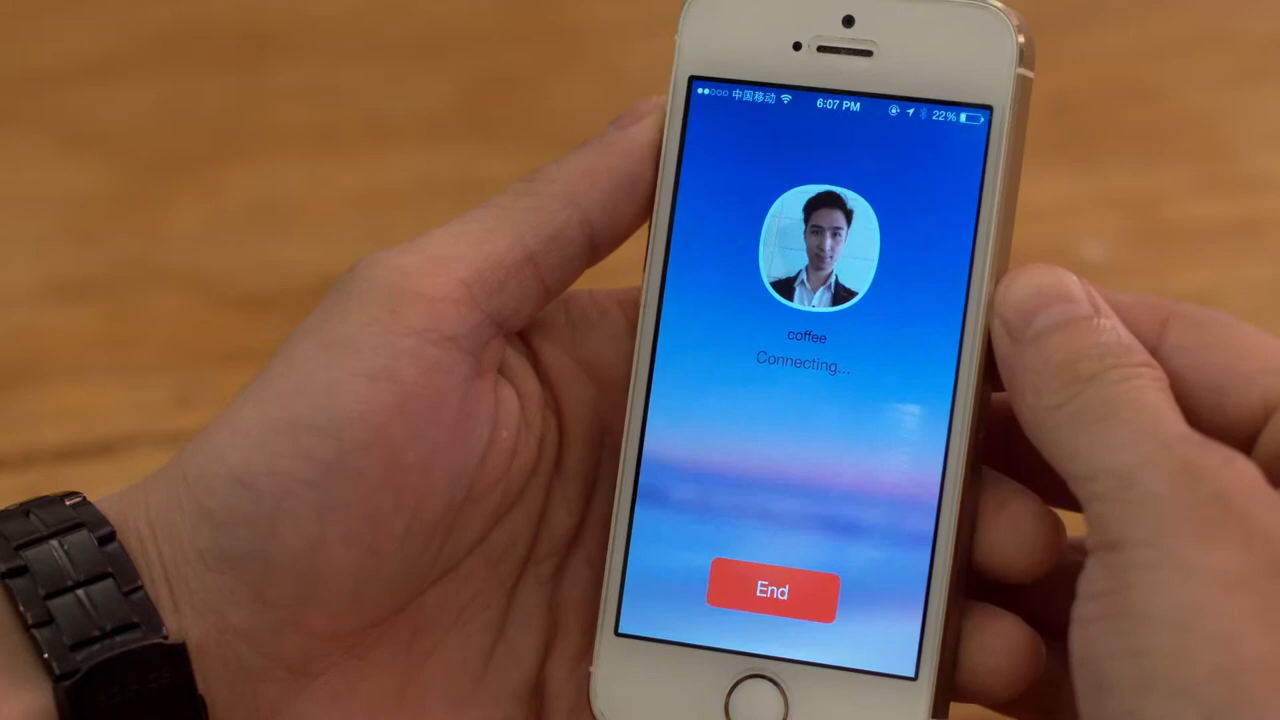 中国移动 6:07 PM 22%
coffee
Connecting...
End